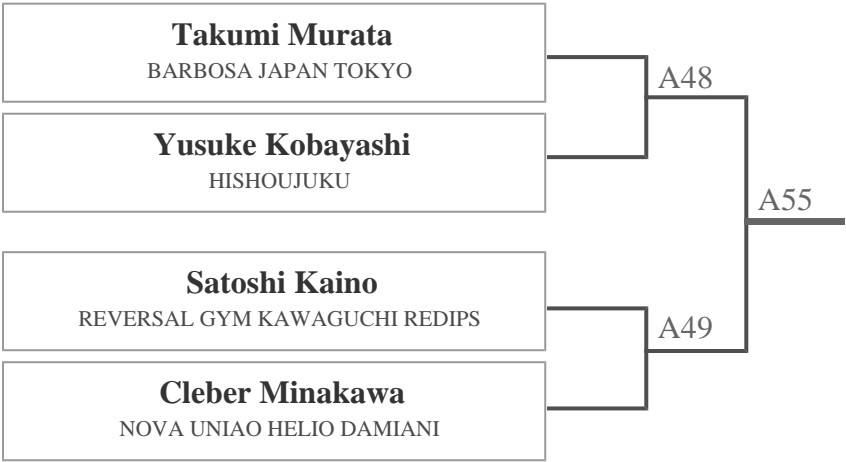 Takumi Murata
BARBOSA JAPAN TOKYO
A48
Yusuke Kobayashi
HISHOUJUKU
A55
Satoshi Kaino
REVERSAL GYM KAWAGUCHI REDIPS
A49
Cleber Minakawa
NOVA UNIAO HELIO DAMIANI